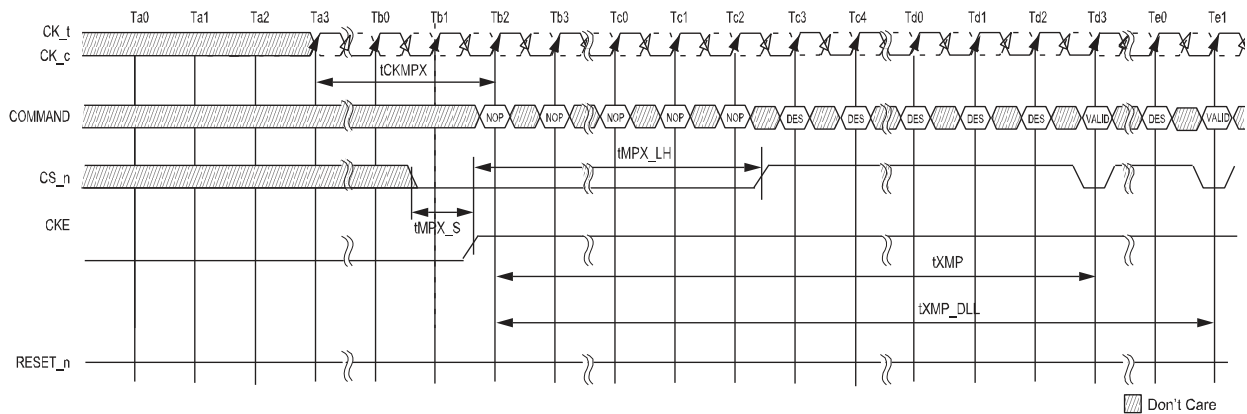 Ta0 Ta1 Ta2 Ta3 Tb0 Tb1 Tb2 Tb3 Tc0 Tc1 Tc2 Tc3 Tc4 Td0 Td1 Td2 Td3 Te0 Te1
CK_t
CK_c
tCKMPX
COMMAND NOP NOP NOP NOP NOP DES DES DES DES DES VALID DES VALID
tMPX_LH
CS_n
tMPX_S
CKE
tXMP
tXMP_DLL
RESET_n
Don't Care